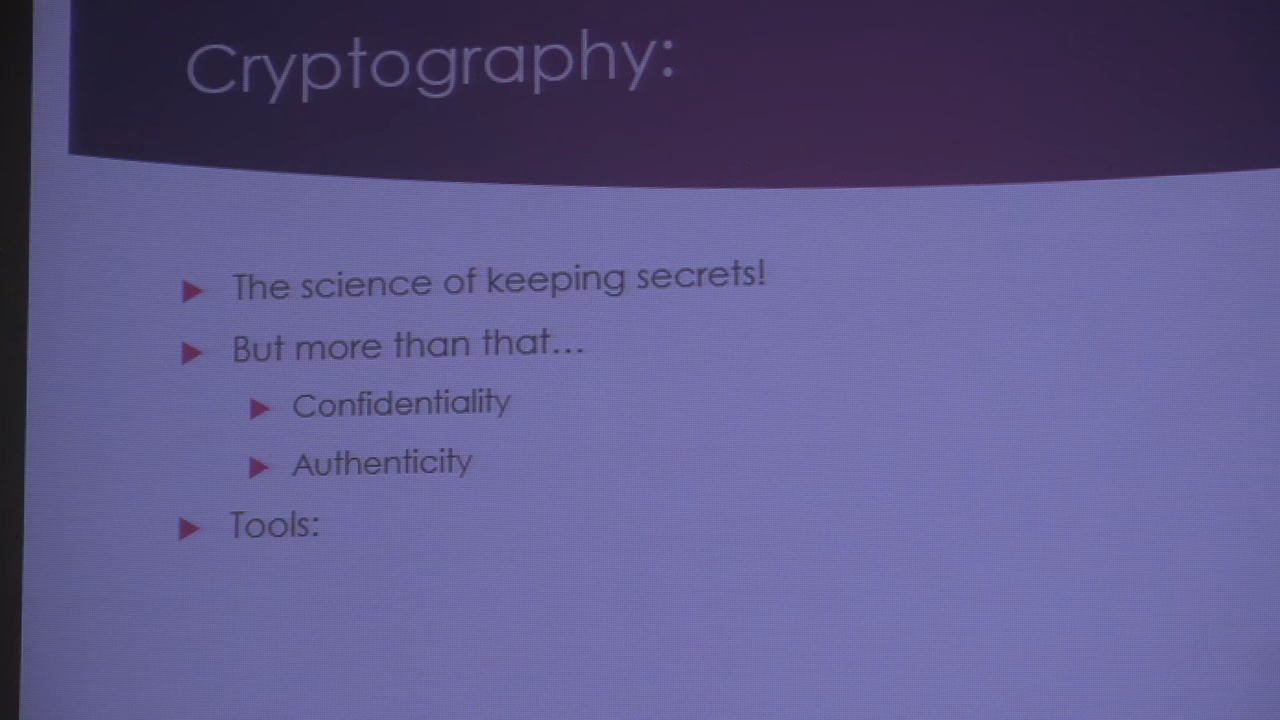 Cryptography:
The science of keeping secrets!
But more than that...
Confidentiality
Authenticity
Tools: